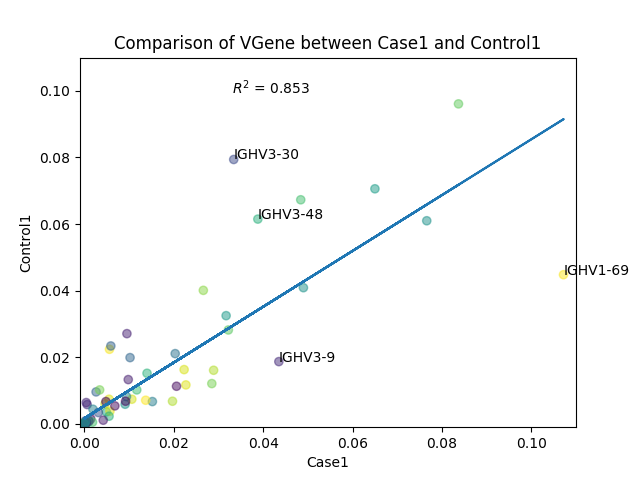 Comparison of VGene between Case1 and Control1
R² = 0.853
0.10
0.08
0.06
0.04
0.02
0.00
Control1
IGHV3-30
IGHV3-48
IGHV1-69
IGHV3-9
0.00 0.02 0.04 0.06 0.08 0.10
Case1